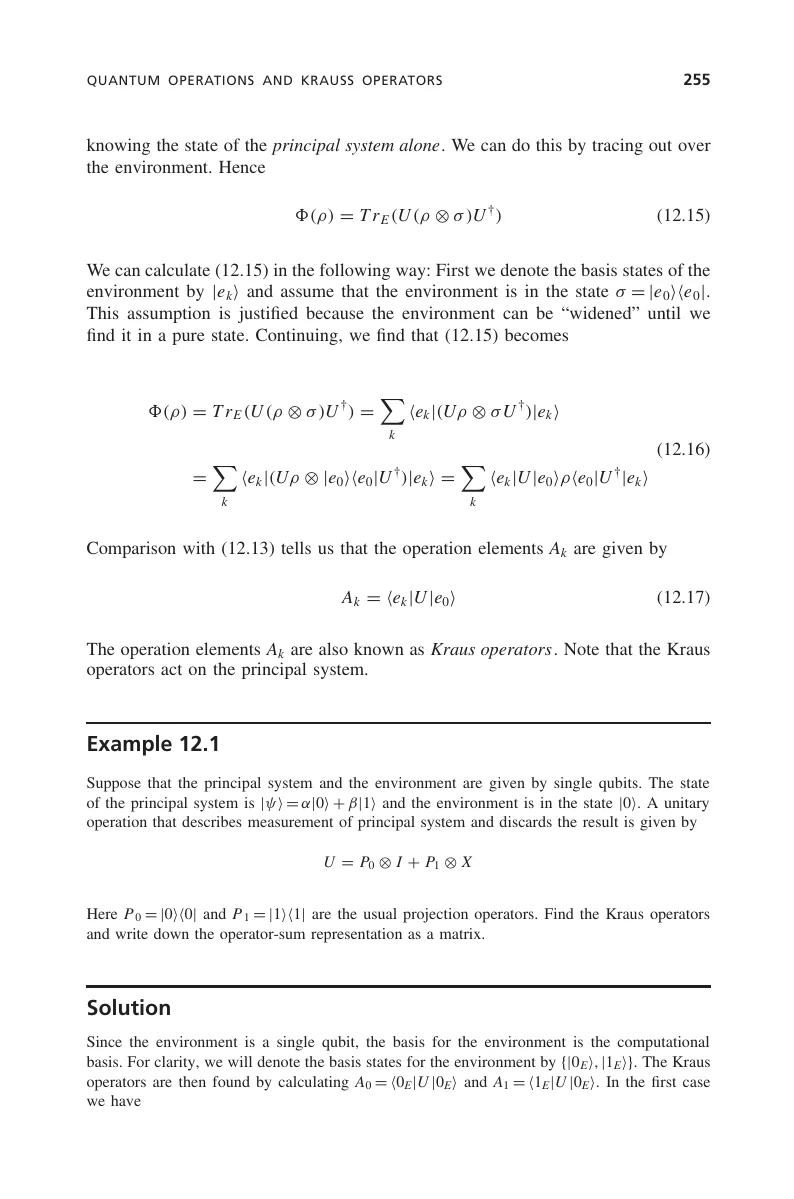 QUANTUM OPERATIONS AND KRAUSS OPERATORS 255
knowing the state of the principal system alone. We can do this by tracing out over
the environment. Hence
Φ(ρ) = Tr_E(U(ρ ⊗ σ)U†) (12.15)
We can calculate (12.15) in the following way: First we denote the basis states of the
environment by |e_k⟩ and assume that the environment is in the state σ = |e_0⟩⟨e_0|.
This assumption is justified because the environment can be “widened” until we
find it in a pure state. Continuing, we find that (12.15) becomes
Φ(ρ) = Tr_E(U(ρ ⊗ σ)U†) = ∑_k ⟨e_k|(Uρ ⊗ σU†)|e_k⟩
(12.16)
= ∑_k ⟨e_k|(Uρ ⊗ |e_0⟩⟨e_0|U†)|e_k⟩ = ∑_k ⟨e_k|U|e_0⟩ρ⟨e_0|U†|e_k⟩
Comparison with (12.13) tells us that the operation elements A_k are given by
A_k = ⟨e_k|U|e_0⟩ (12.17)
The operation elements A_k are also known as Kraus operators. Note that the Kraus
operators act on the principal system.
Example 12.1
Suppose that the principal system and the environment are given by single qubits. The state
of the principal system is |ψ⟩ = α|0⟩ + β|1⟩ and the environment is in the state |0⟩. A unitary
operation that describes measurement of principal system and discards the result is given by
U = P_0 ⊗ I + P_1 ⊗ X
Here P_0 = |0⟩⟨0| and P_1 = |1⟩⟨1| are the usual projection operators. Find the Kraus operators
and write down the operator-sum representation as a matrix.
Solution
Since the environment is a single qubit, the basis for the environment is the computational
basis. For clarity, we will denote the basis states for the environment by {|0_E⟩, |1_E⟩}. The Kraus
operators are then found by calculating A_0 = ⟨0_E|U|0_E⟩ and A_1 = ⟨1_E|U|0_E⟩. In the first case
we have